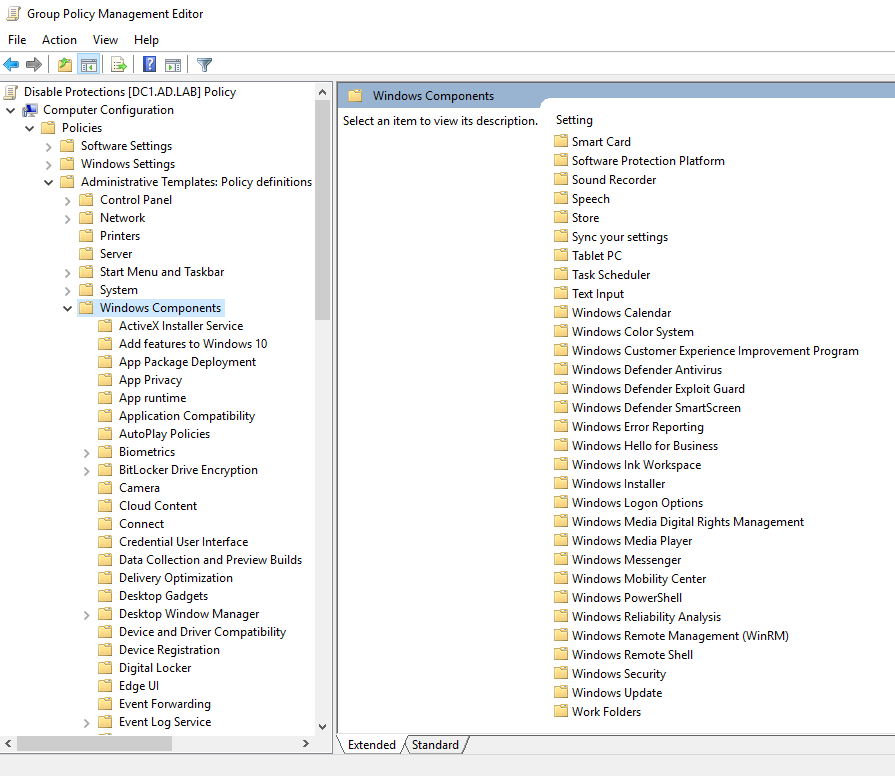 Group Policy Management Editor
File Action View Help
Disable Protections [DC1.AD.LAB] Policy
Computer Configuration
Policies
Software Settings
Windows Settings
Administrative Templates: Policy definitions
Control Panel
Network
Printers
Server
Start Menu and Taskbar
System
Windows Components
ActiveX Installer Service
Add features to Windows 10
App Package Deployment
App Privacy
App runtime
Application Compatibility
AutoPlay Policies
Biometrics
BitLocker Drive Encryption
Camera
Cloud Content
Connect
Credential User Interface
Data Collection and Preview Builds
Delivery Optimization
Desktop Gadgets
Desktop Window Manager
Device and Driver Compatibility
Device Registration
Digital Locker
Edge UI
Event Forwarding
Event Log Service
Windows Components
Select an item to view its description.
Setting
Smart Card
Software Protection Platform
Sound Recorder
Speech
Store
Sync your settings
Tablet PC
Task Scheduler
Text Input
Windows Calendar
Windows Color System
Windows Customer Experience Improvement Program
Windows Defender Antivirus
Windows Defender Exploit Guard
Windows Defender SmartScreen
Windows Error Reporting
Windows Hello for Business
Windows Ink Workspace
Windows Installer
Windows Logon Options
Windows Media Digital Rights Management
Windows Media Player
Windows Messenger
Windows Mobility Center
Windows PowerShell
Windows Reliability Analysis
Windows Remote Management (WinRM)
Windows Remote Shell
Windows Security
Windows Update
Work Folders
Extended Standard